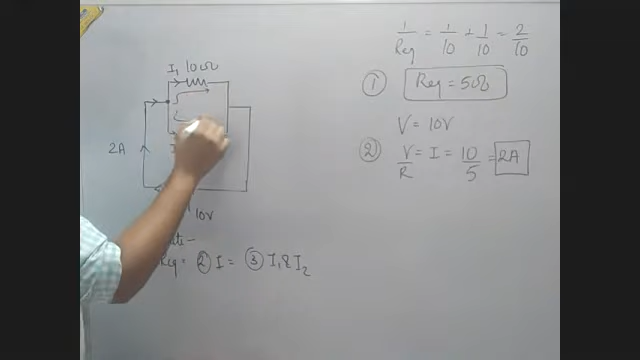 I₁ 10Ω
2A
I
10V
Req = ② I = ③ I₁ & I₂
1/Req = 1/10 + 1/10 = 2/10
① Req = 5Ω
V = 10V
② V/R = I = 10/5 = 2A